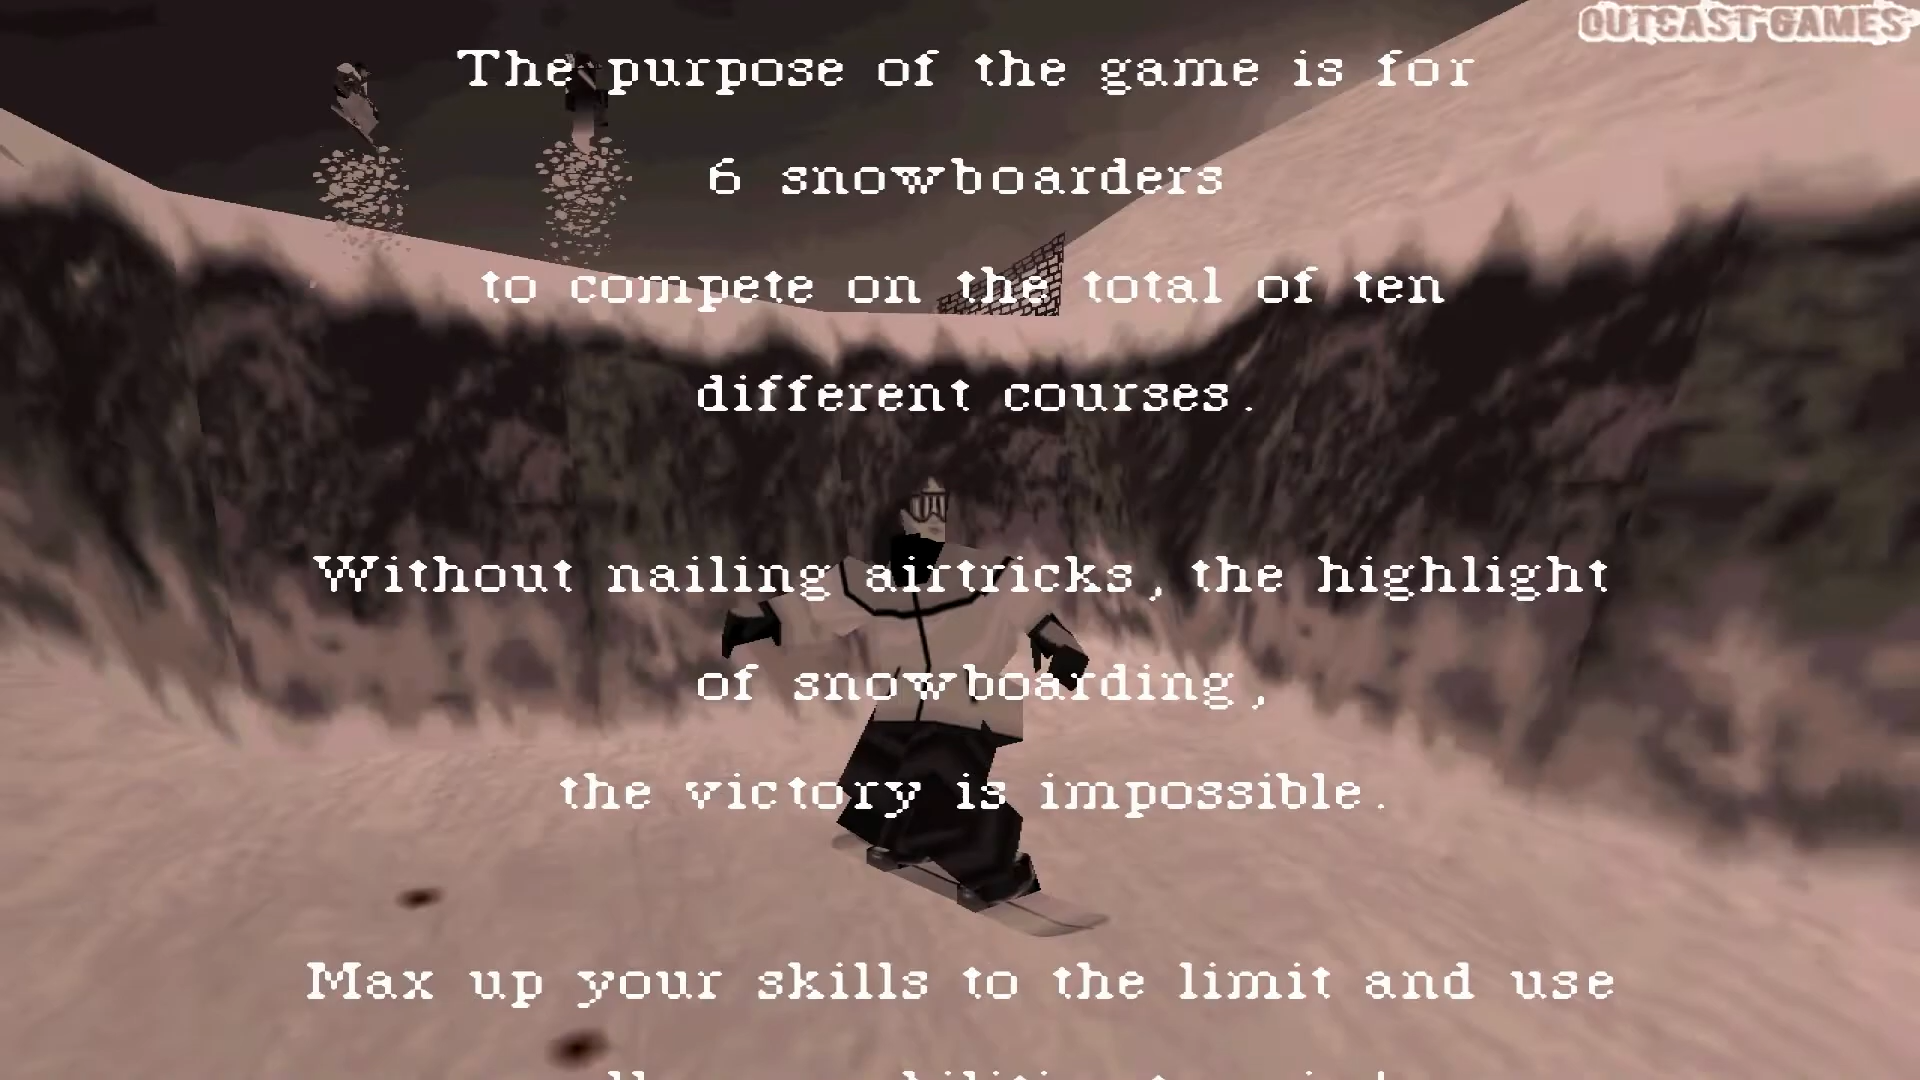 OUTCAST GAMES
The purpose of the game is for
6 snowboarders
to compete on the total of ten
different courses.
Without nailing airtricks, the highlight
of snowboarding,
the victory is impossible.
Max up your skills to the limit and use